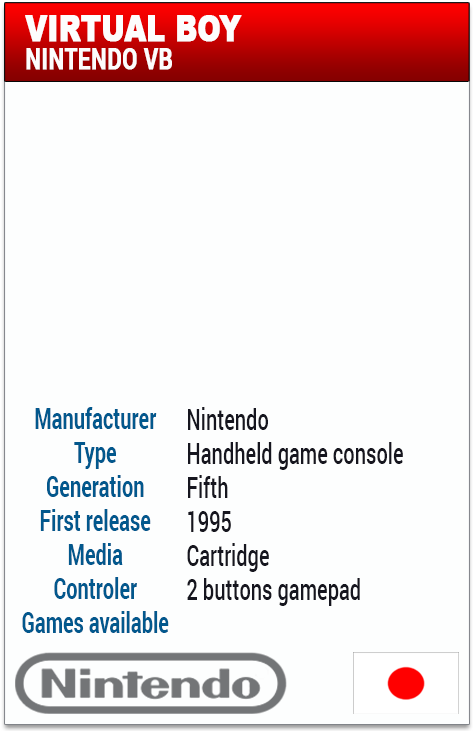 VIRTUAL BOY
NINTENDO VB
Manufacturer Nintendo
Type Handheld game console
Generation Fifth
First release 1995
Media Cartridge
Controler 2 buttons gamepad
Games available
Nintendo